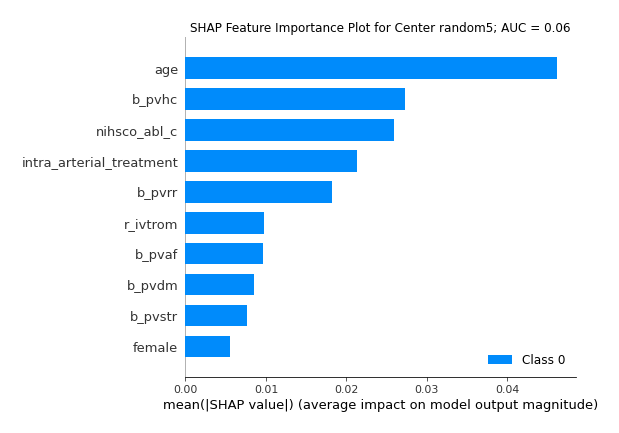 SHAP Feature Importance Plot for Center random5; AUC = 0.06
age
b_pvhc
nihsco_abl_c
intra_arterial_treatment
b_pvrr
r_ivtrom
b_pvaf
b_pvdm
b_pvstr
female
Class 0
0.00 0.01 0.02 0.03 0.04
mean(|SHAP value|) (average impact on model output magnitude)